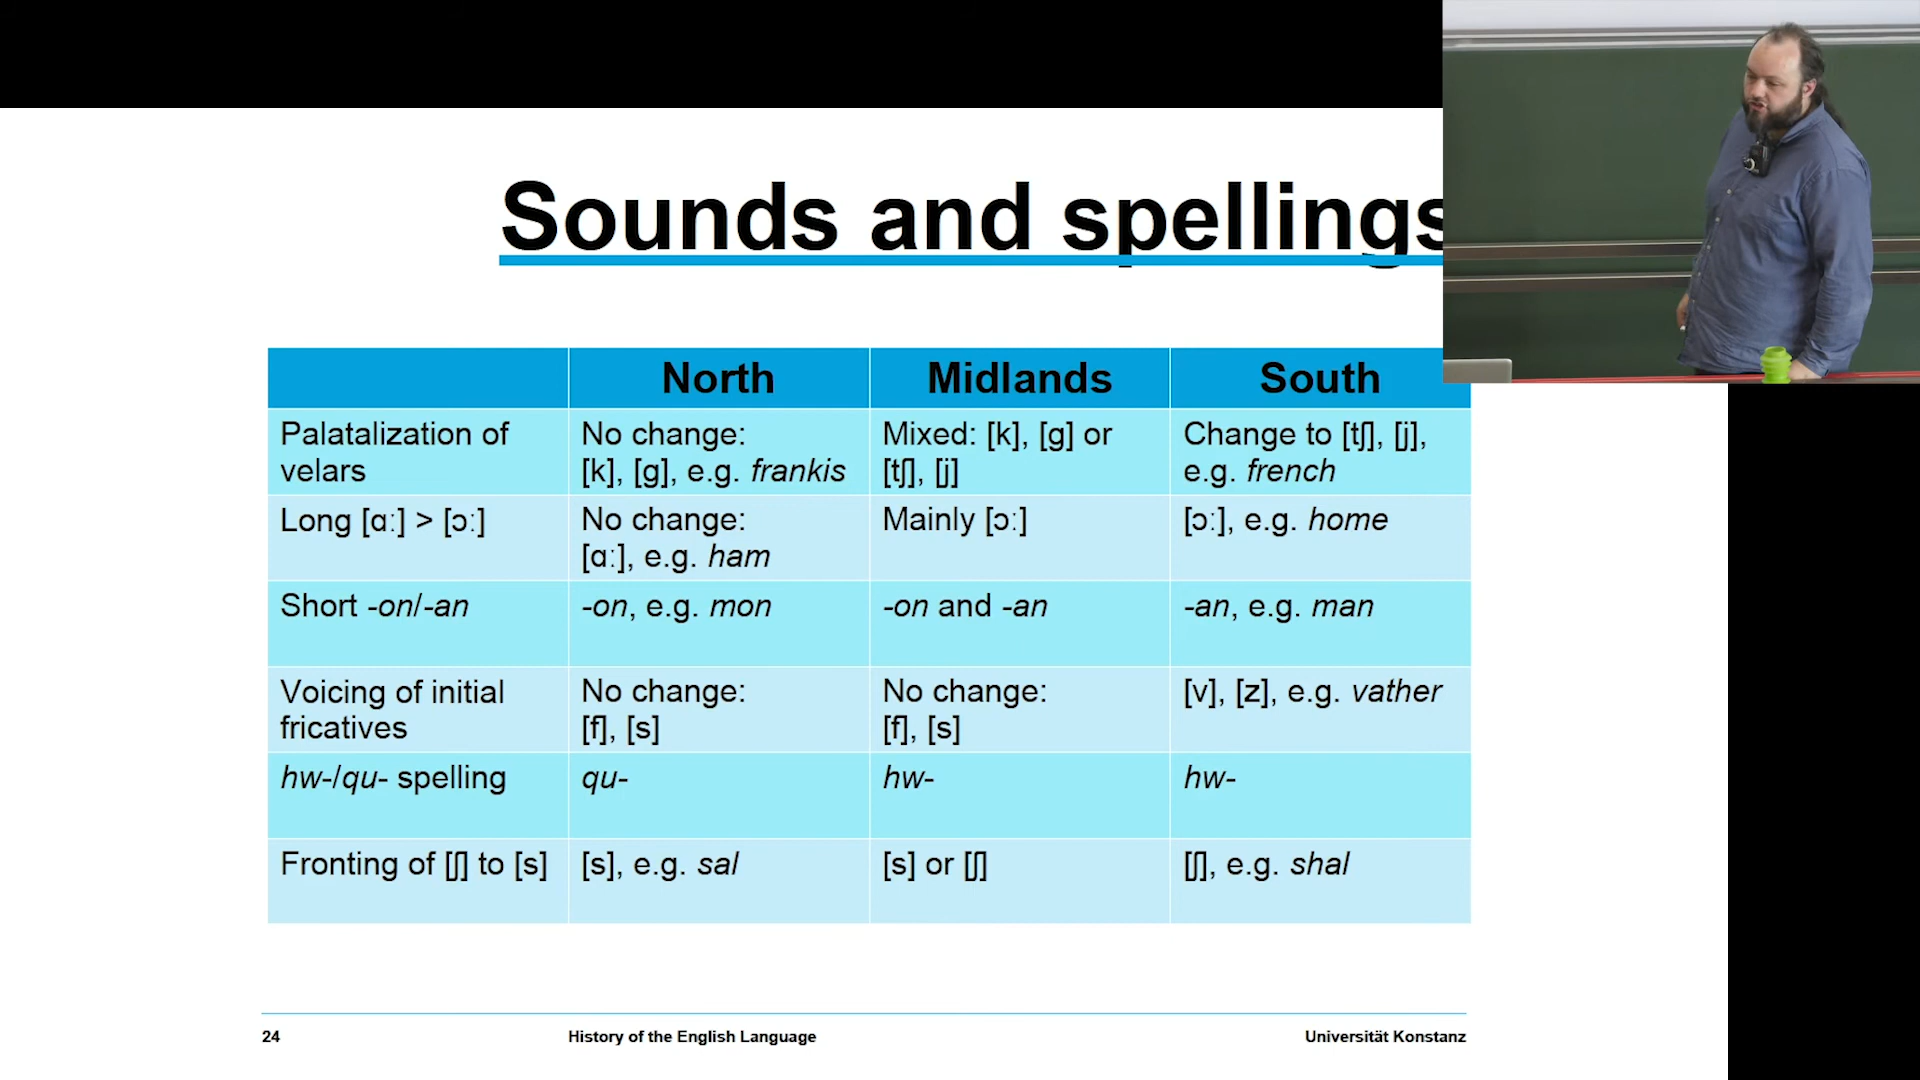 Sounds and spellings
North
Midlands
South
Palatalization of
velars
No change:
[k], [g], e.g. frankis
Mixed: [k], [g] or
[tʃ], [j]
Change to [tʃ], [j],
e.g. french
Long [ɑː] > [ɔː]
No change:
[ɑː], e.g. ham
Mainly [ɔː]
[ɔː], e.g. home
Short -on/-an
-on, e.g. mon
-on and -an
-an, e.g. man
Voicing of initial
fricatives
No change:
[f], [s]
No change:
[f], [s]
[v], [z], e.g. vather
hw-/qu- spelling
qu-
hw-
hw-
Fronting of [ʃ] to [s]
[s], e.g. sal
[s] or [ʃ]
[ʃ], e.g. shal
24
History of the English Language
Universität Konstanz